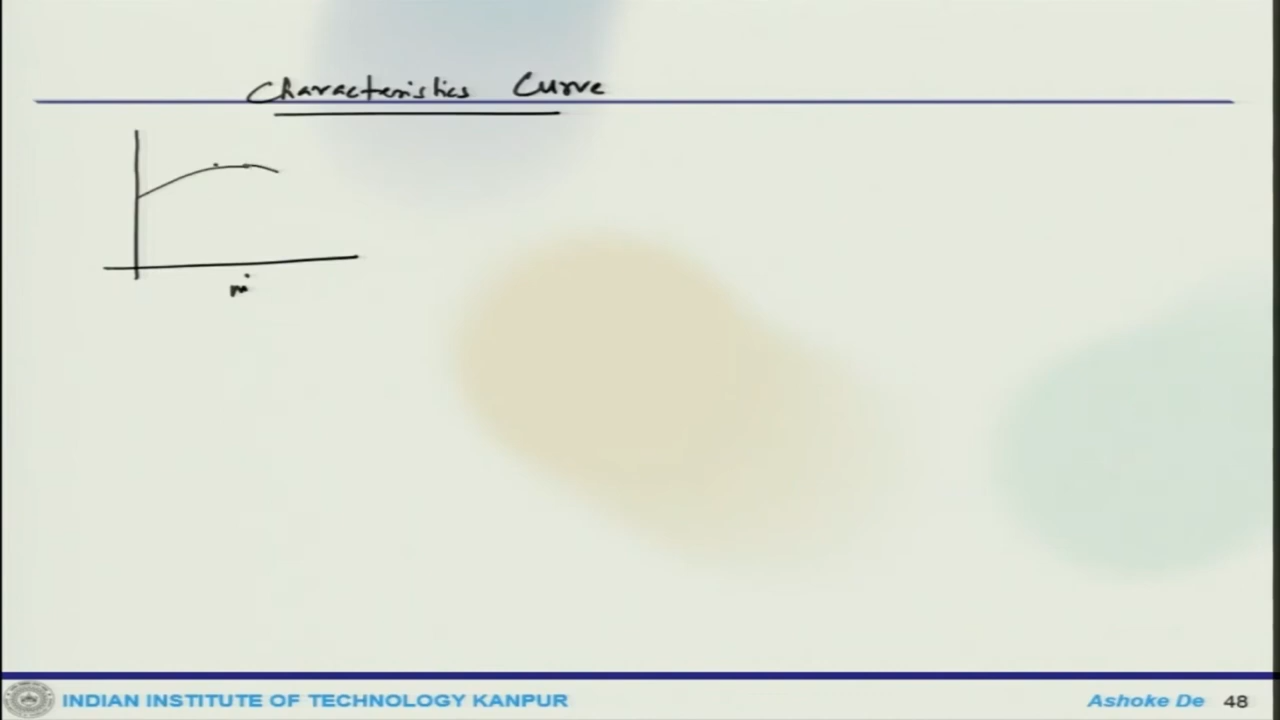 Characteristics Curve
ṁ
INDIAN INSTITUTE OF TECHNOLOGY KANPUR
Ashoke De 48